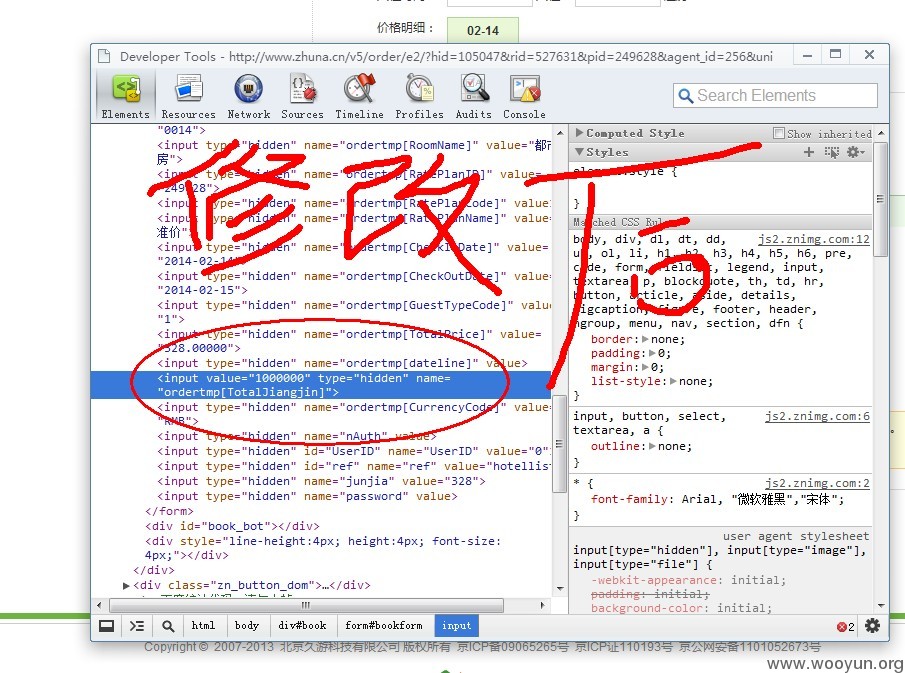 价格明细：
02-14
Developer Tools - http://www.zhuna.cn/v5/order/e2/?hid=105047&rid=527631&pid=249628&agent_id=256&uni
Elements Resources Network Sources Timeline Profiles Audits Console
Search Elements
"0014">
<input type="hidden" name="ordertmp[RoomName]" value="都市
房">
<input type="hidden" name="ordertmp[RatePlanID]" value=
"249628">
<input type="hidden" name="ordertmp[RatePlanCode]" value>
<input type="hidden" name="ordertmp[RatePlanName]" value=
准价">
<input type="hidden" name="ordertmp[CheckInDate]" value=
"2014-02-14">
<input type="hidden" name="ordertmp[CheckOutDate]" value=
"2014-02-15">
<input type="hidden" name="ordertmp[GuestTypeCode]" value=
"1">
<input type="hidden" name="ordertmp[TotalPrice]" value=
"328.00000">
<input type="hidden" name="ordertmp[dateline]" value>
<input value="1000000" type="hidden" name=
"ordertmp[TotalJiangjin]">
<input type="hidden" name="ordertmp[CurrencyCode]" value=
"RMB">
<input type="hidden" name="nAuth" value>
<input type="hidden" id="UserID" name="UserID" value="0">
<input type="hidden" id="ref" name="ref" value="hotellist
<input type="hidden" name="junjia" value="328">
<input type="hidden" name="password" value>
</form>
<div id="book_bot"></div>
<div style="line-height:4px; height:4px; font-size:
4px;"></div>
</div>
<div class="zn_button_dom">…</div>
修改后
Computed Style Show inherited
Styles
element.style {
}
Matched CSS Rules
body, div, dl, dt, dd, js2.znimg.com:12
ul, ol, li, h1, h2, h3, h4, h5, h6, pre,
code, form, fieldset, legend, input,
textarea, p, blockquote, th, td, hr,
button, article, aside, details,
figcaption, figure, footer, header,
hgroup, menu, nav, section, dfn {
border: none;
padding: 0;
margin: 0;
list-style: none;
}
input, button, select, js2.znimg.com:6
textarea, a {
outline: none;
}
* { js2.znimg.com:2
font-family: Arial, "微软雅黑","宋体";
}
user agent stylesheet
input[type="hidden"], input[type="image"],
input[type="file"] {
-webkit-appearance: initial;
padding: initial;
background-color: initial;
html body div#book form#bookform input
2
Copyright © 2007-2013 北京久游科技有限公司 版权所有 京ICP备09065265号 京ICP证110193号 京公网安备1101052673号
www.wooyun.org